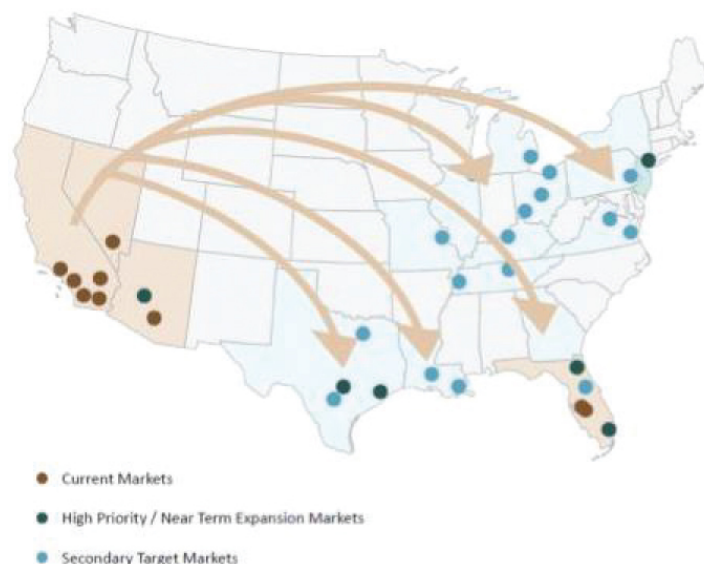 Current Markets
High Priority / Near Term Expansion Markets
Secondary Target Markets